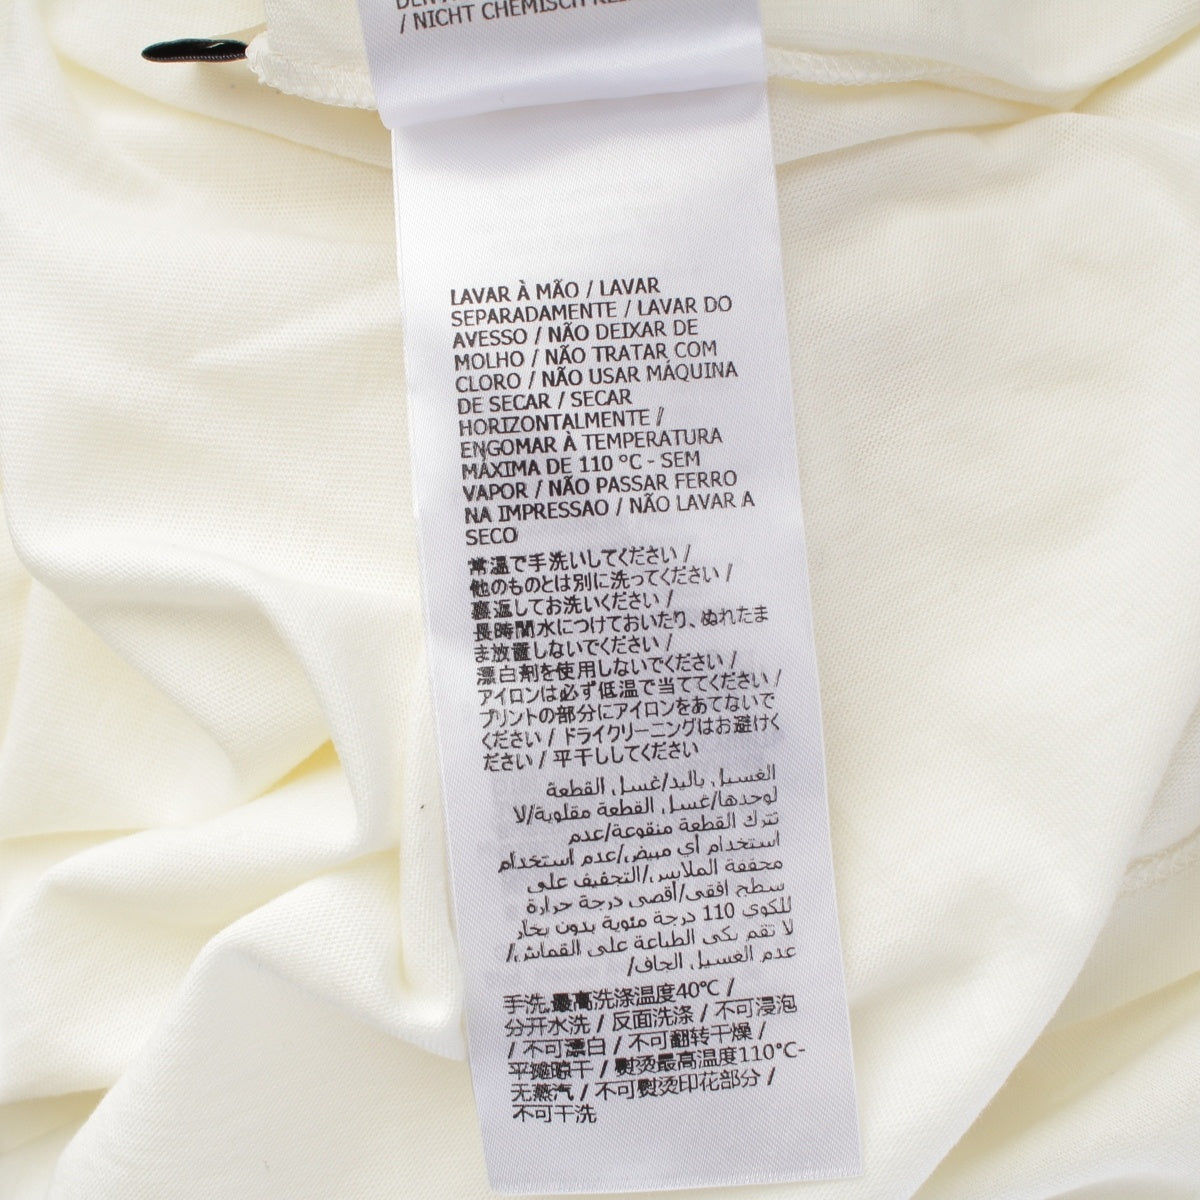 / NICHT CHEMISCH
LAVAR À MÃO / LAVAR
SEPARADAMENTE / LAVAR DO
AVESSO / NÃO DEIXAR DE
MOLHO / NÃO TRATAR COM
CLORO / NÃO USAR MÁQUINA
DE SECAR / SECAR
HORIZONTALMENTE /
ENGOMAR À TEMPERATURA
MÁXIMA DE 110 °C - SEM
VAPOR / NÃO PASSAR FERRO
NA IMPRESSAO / NÃO LAVAR A
SECO
常温で手洗いしてください /
他のものとは別に洗ってください /
裏返してお洗いください /
長時間水につけておいたり、ぬれたま
ま放置しないでください /
漂白剤を使用しないでください /
アイロンは必ず低温で当ててください /
プリントの部分にアイロンをあてないで
ください / ドライクリーニングはお避けく
ださい / 平干ししてください
الغسيل باليد/غسل القطعة
لوحدها/غسل القطعة مقلوبة/لا
تترك القطعة منقوعة/عدم
استخدام أي مبيض/عدم استخدام
مجففة الملابس/التجفيف على
سطح افقي/أقصى درجة حرارة
للكوي 110 درجة مئوية بدون بخار
لا تقم بكي الطباعة على القماش/
عدم الغسيل الجاف/
手洗,最高洗涤温度40°C /
分开水洗 / 反面洗涤 / 不可浸泡
/ 不可漂白 / 不可翻转干燥 /
平摊晾干 / 熨烫最高温度110°C-
无蒸汽 / 不可熨烫印花部分 /
不可干洗